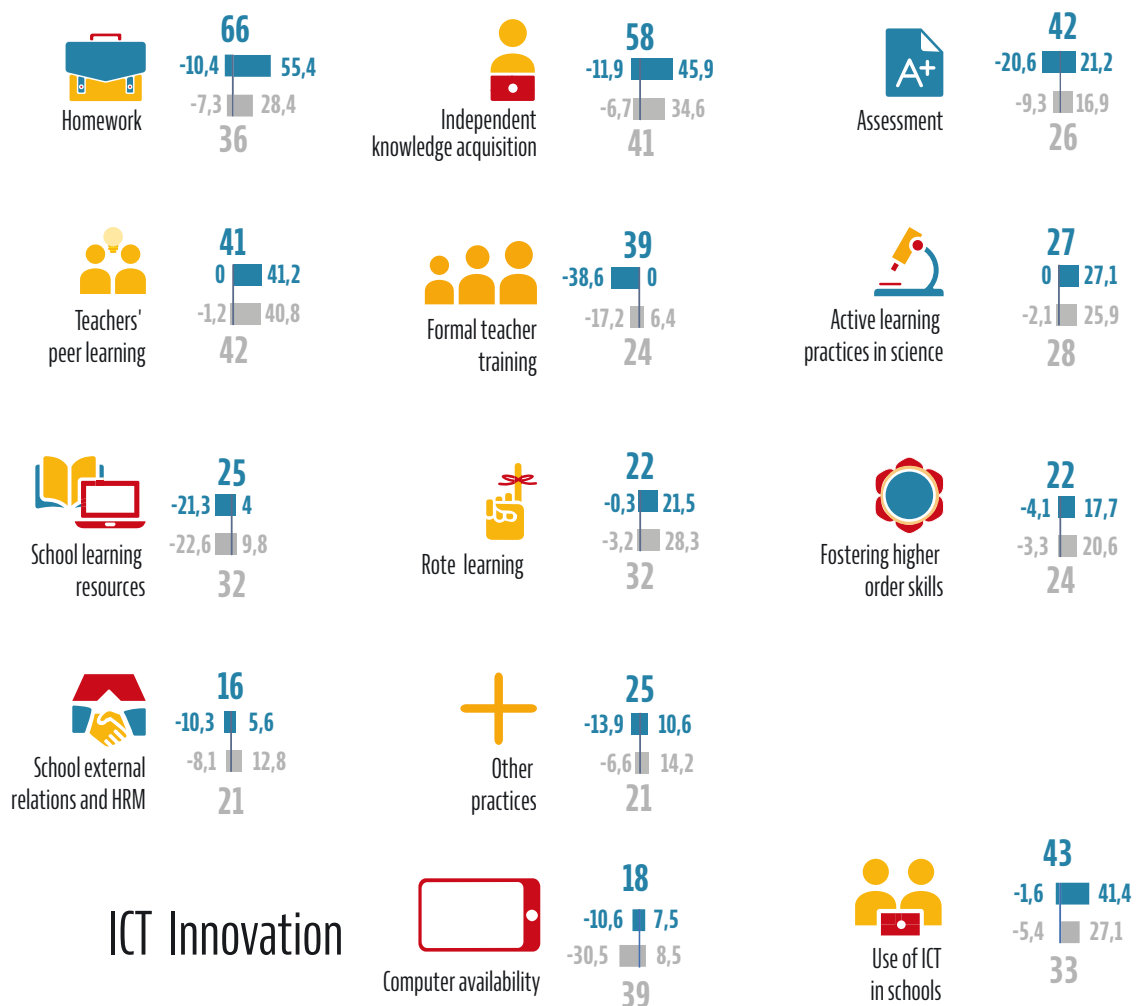 66
-10,4 55,4
-7,3 28,4
36
Homework
58
-11,9 45,9
-6,7 34,6
41
Independent
knowledge acquisition
A+
42
-20,6 21,2
-9,3 16,9
26
Assessment
41
0 41,2
-1,2 40,8
42
Teachers'
peer learning
39
-38,6 0
-17,2 6,4
24
Formal teacher
training
27
0 27,1
-2,1 25,9
28
Active learning
practices in science
25
-21,3 4
-22,6 9,8
32
School learning
resources
22
-0,3 21,5
-3,2 28,3
32
Rote learning
22
-4,1 17,7
-3,3 20,6
24
Fostering higher
order skills
16
-10,3 5,6
-8,1 12,8
21
School external
relations and HRM
25
-13,9 10,6
-6,6 14,2
21
Other
practices
ICT Innovation
18
-10,6 7,5
-30,5 8,5
39
Computer availability
43
-1,6 41,4
-5,4 27,1
33
Use of ICT
in schools